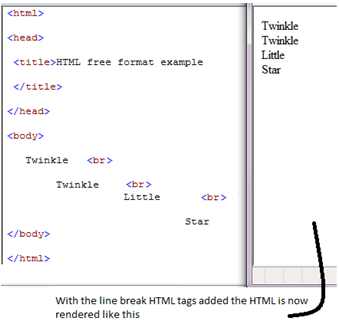 <html>
<head>
<title>HTML free format example
</title>
</head>
<body>
Twinkle <br>
Twinkle <br>
Little <br>
Star
</body>
</html>
Twinkle
Twinkle
Little
Star
With the line break HTML tags added the HTML is now
rendered like this